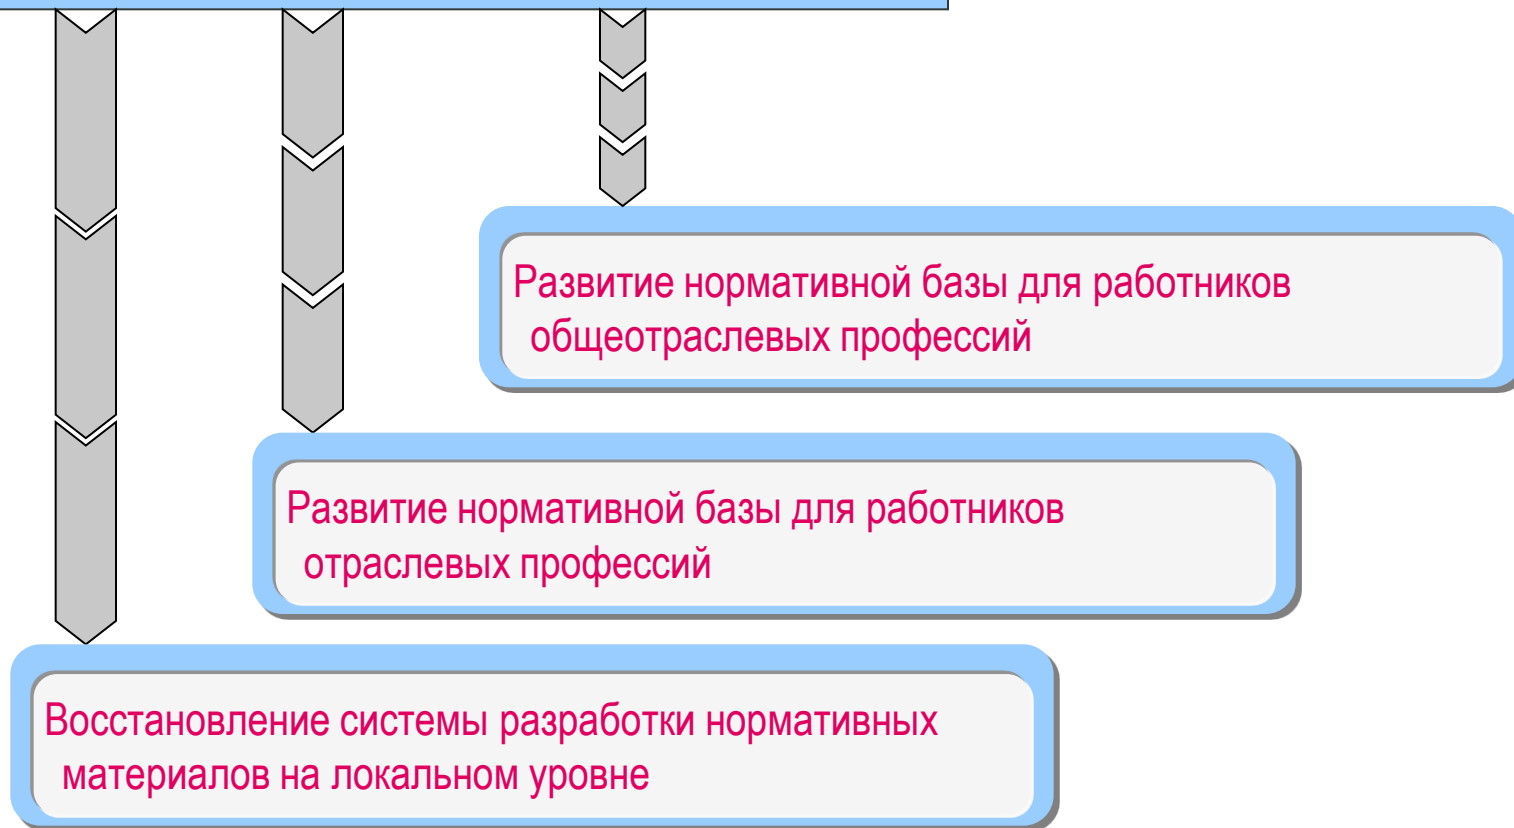 Развитие нормативной базы для работников
общеотраслевых профессий
Развитие нормативной базы для работников
отраслевых профессий
Восстановление системы разработки нормативных
материалов на локальном уровне